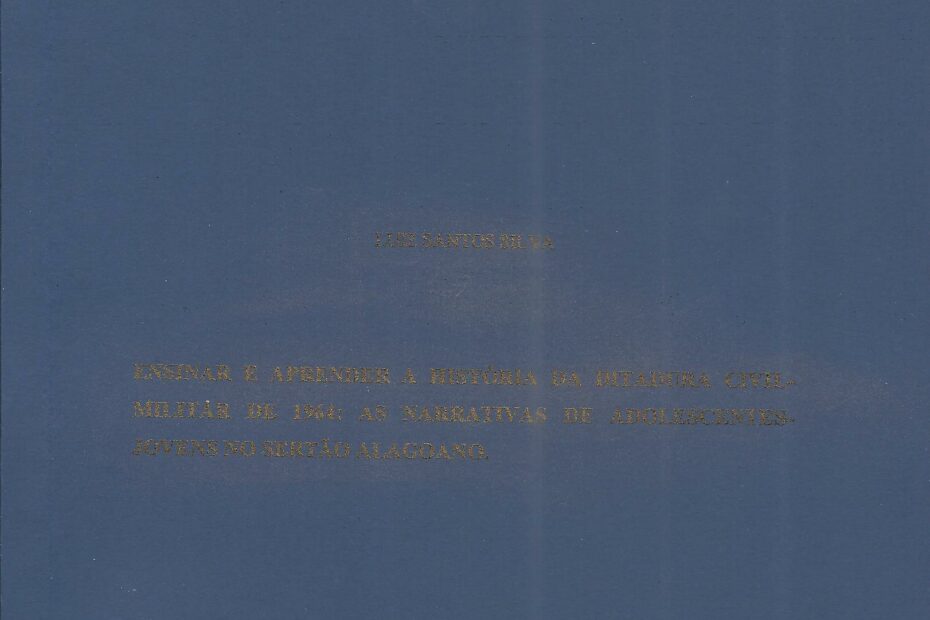 LUIZ SANTOS SILVA
ENSINAR E APRENDER A HISTÓRIA DA DITADURA CIVIL-
MILITAR DE 1964: AS NARRATIVAS DE ADOLESCENTES-
JOVENS NO SERTÃO ALAGOANO.